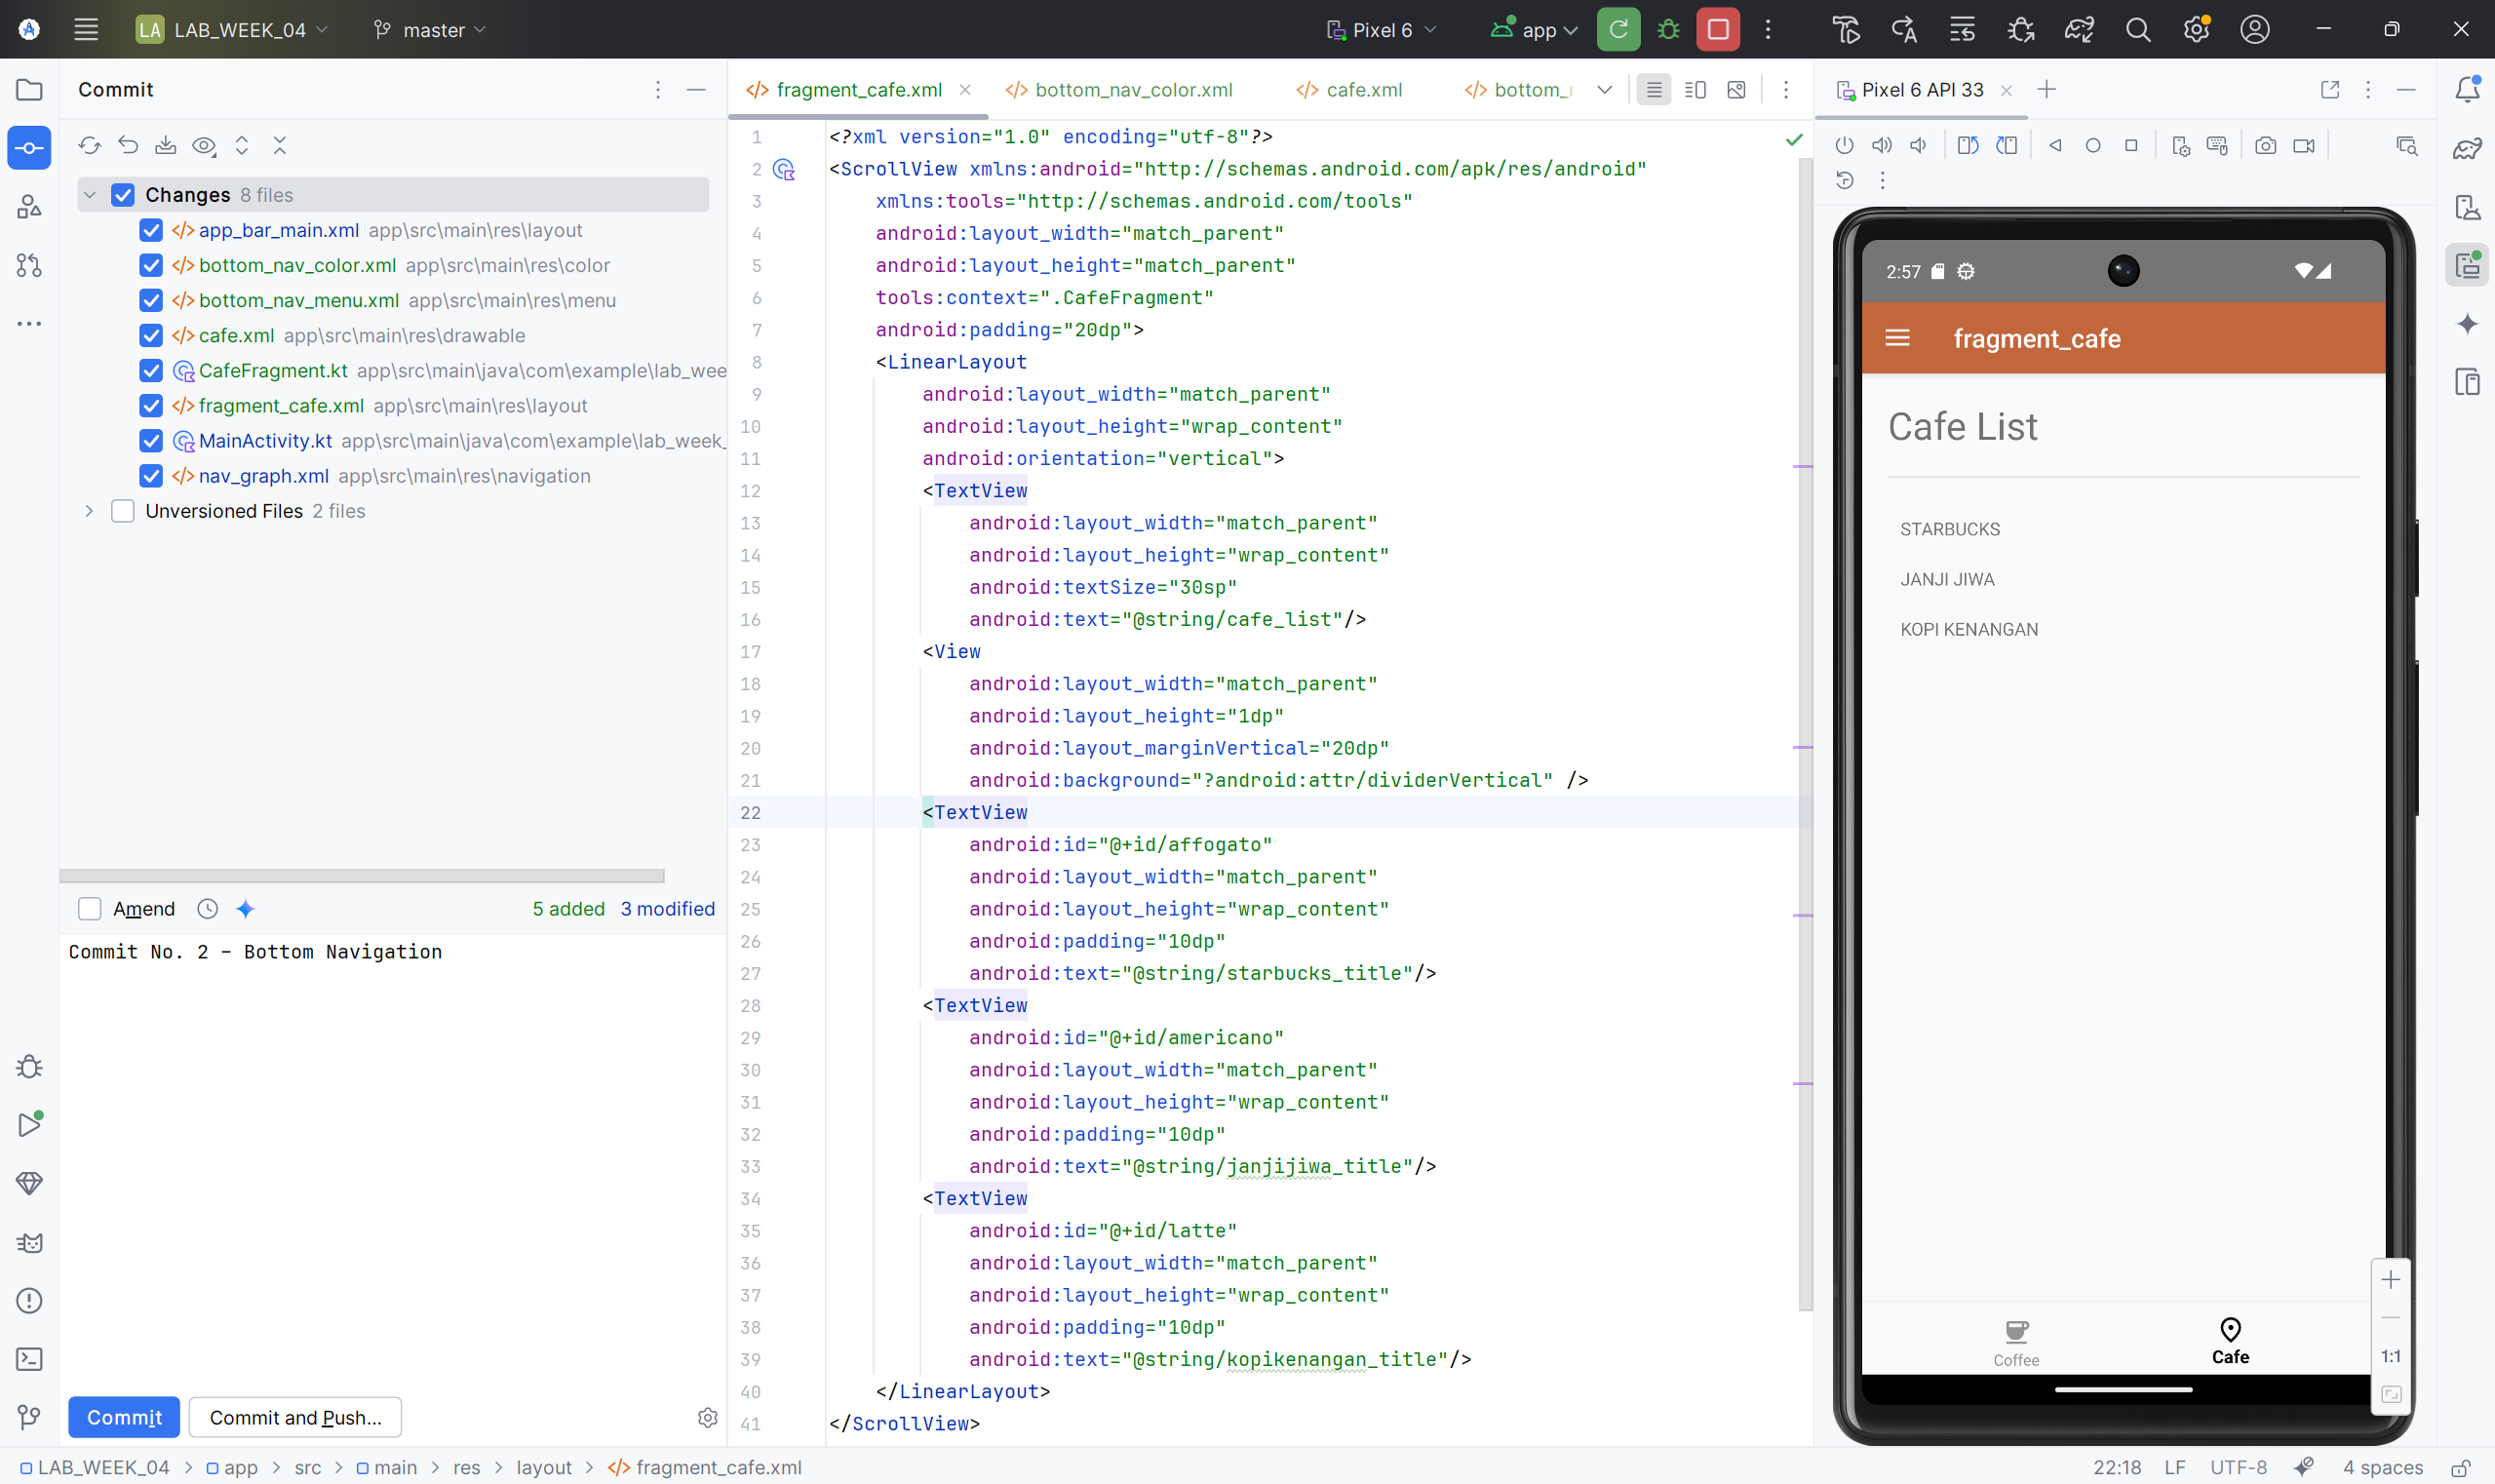 LA LAB_WEEK_04 master Pixel 6 app
Commit
Changes 8 files
app_bar_main.xml app\src\main\res\layout
bottom_nav_color.xml app\src\main\res\color
bottom_nav_menu.xml app\src\main\res\menu
cafe.xml app\src\main\res\drawable
CafeFragment.kt app\src\main\java\com\example\lab_wee
fragment_cafe.xml app\src\main\res\layout
MainActivity.kt app\src\main\java\com\example\lab_week_
nav_graph.xml app\src\main\res\navigation
Unversioned Files 2 files
Amend 5 added 3 modified
Commit No. 2 - Bottom Navigation
Commit Commit and Push...
fragment_cafe.xml bottom_nav_color.xml cafe.xml bottom_
1 <?xml version="1.0" encoding="utf-8"?>
2 <ScrollView xmlns:android="http://schemas.android.com/apk/res/android"
3 xmlns:tools="http://schemas.android.com/tools"
4 android:layout_width="match_parent"
5 android:layout_height="match_parent"
6 tools:context=".CafeFragment"
7 android:padding="20dp">
8 <LinearLayout
9 android:layout_width="match_parent"
10 android:layout_height="wrap_content"
11 android:orientation="vertical">
12 <TextView
13 android:layout_width="match_parent"
14 android:layout_height="wrap_content"
15 android:textSize="30sp"
16 android:text="@string/cafe_list"/>
17 <View
18 android:layout_width="match_parent"
19 android:layout_height="1dp"
20 android:layout_marginVertical="20dp"
21 android:background="?android:attr/dividerVertical" />
22 <TextView
23 android:id="@+id/affogato"
24 android:layout_width="match_parent"
25 android:layout_height="wrap_content"
26 android:padding="10dp"
27 android:text="@string/starbucks_title"/>
28 <TextView
29 android:id="@+id/americano"
30 android:layout_width="match_parent"
31 android:layout_height="wrap_content"
32 android:padding="10dp"
33 android:text="@string/janjijiwa_title"/>
34 <TextView
35 android:id="@+id/latte"
36 android:layout_width="match_parent"
37 android:layout_height="wrap_content"
38 android:padding="10dp"
39 android:text="@string/kopikenangan_title"/>
40 </LinearLayout>
41 </ScrollView>
Pixel 6 API 33
2:57
fragment_cafe
Cafe List
STARBUCKS
JANJI JIWA
KOPI KENANGAN
Coffee Cafe
1:1
LAB_WEEK_04 > app > src > main > res > layout > fragment_cafe.xml 22:18 LF UTF-8 4 spaces